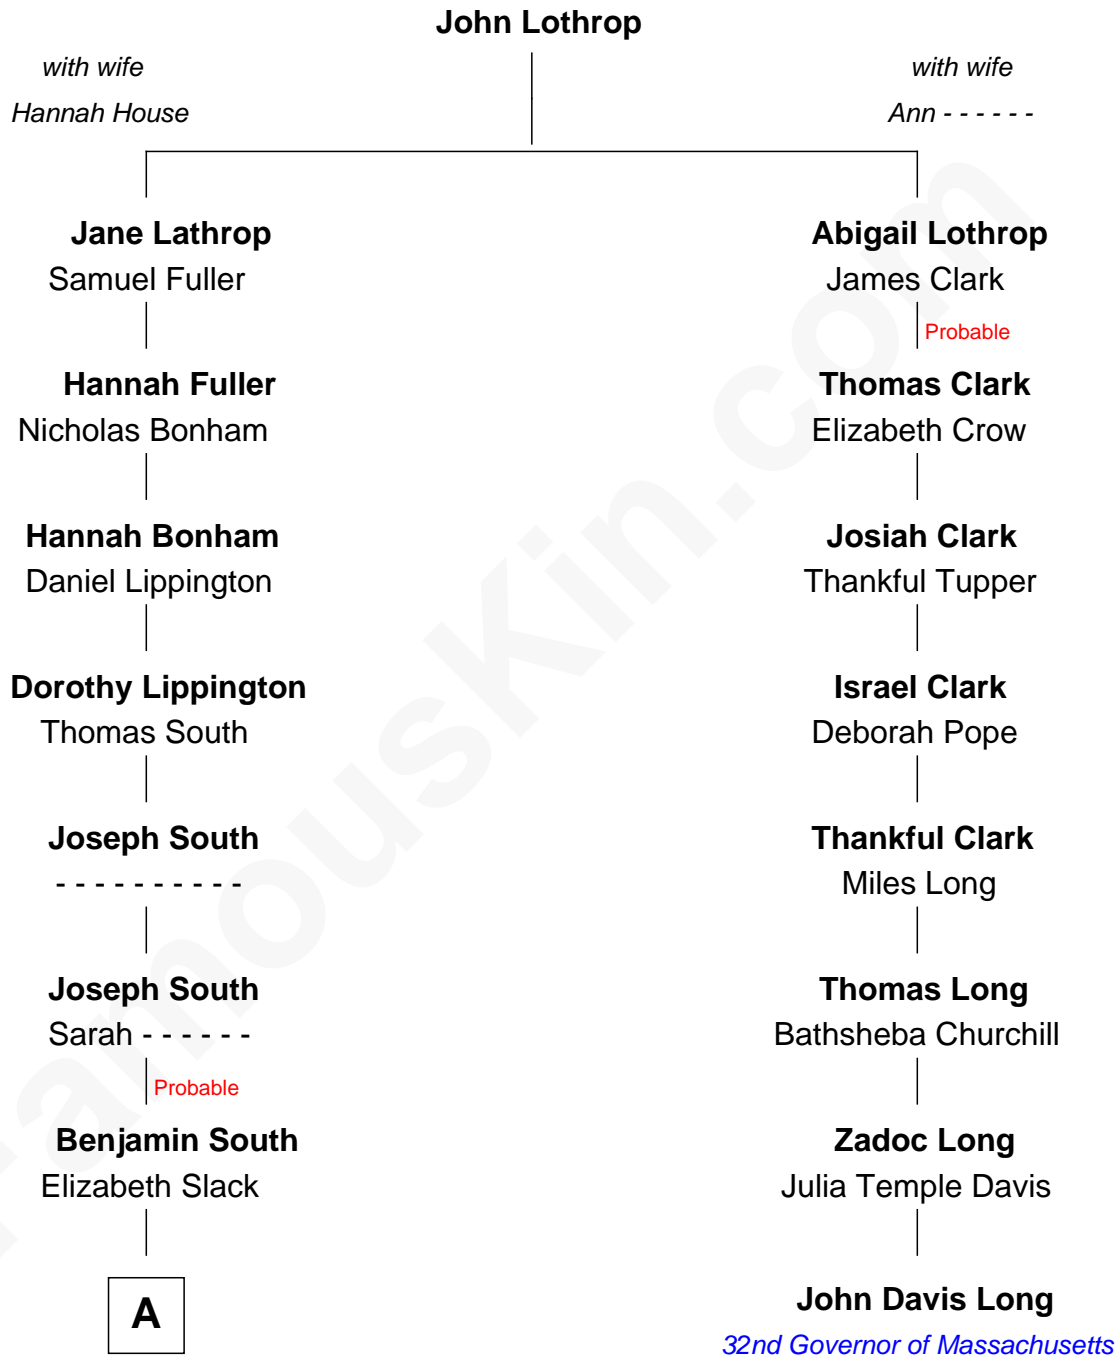 John Lothrop
with wife
Hannah House
with wife
Ann - - - - - -
Jane Lathrop
Samuel Fuller
Abigail Lothrop
James Clark
Probable
Hannah Fuller
Nicholas Bonham
Thomas Clark
Elizabeth Crow
Hannah Bonham
Daniel Lippington
Josiah Clark
Thankful Tupper
Dorothy Lippington
Thomas South
Israel Clark
Deborah Pope
Joseph South
- - - - - - - - - -
Thankful Clark
Miles Long
Joseph South
Sarah - - - - - -
Probable
Thomas Long
Bathsheba Churchill
Benjamin South
Elizabeth Slack
Zadoc Long
Julia Temple Davis
A
John Davis Long
32nd Governor of Massachusetts
FamousKin.com